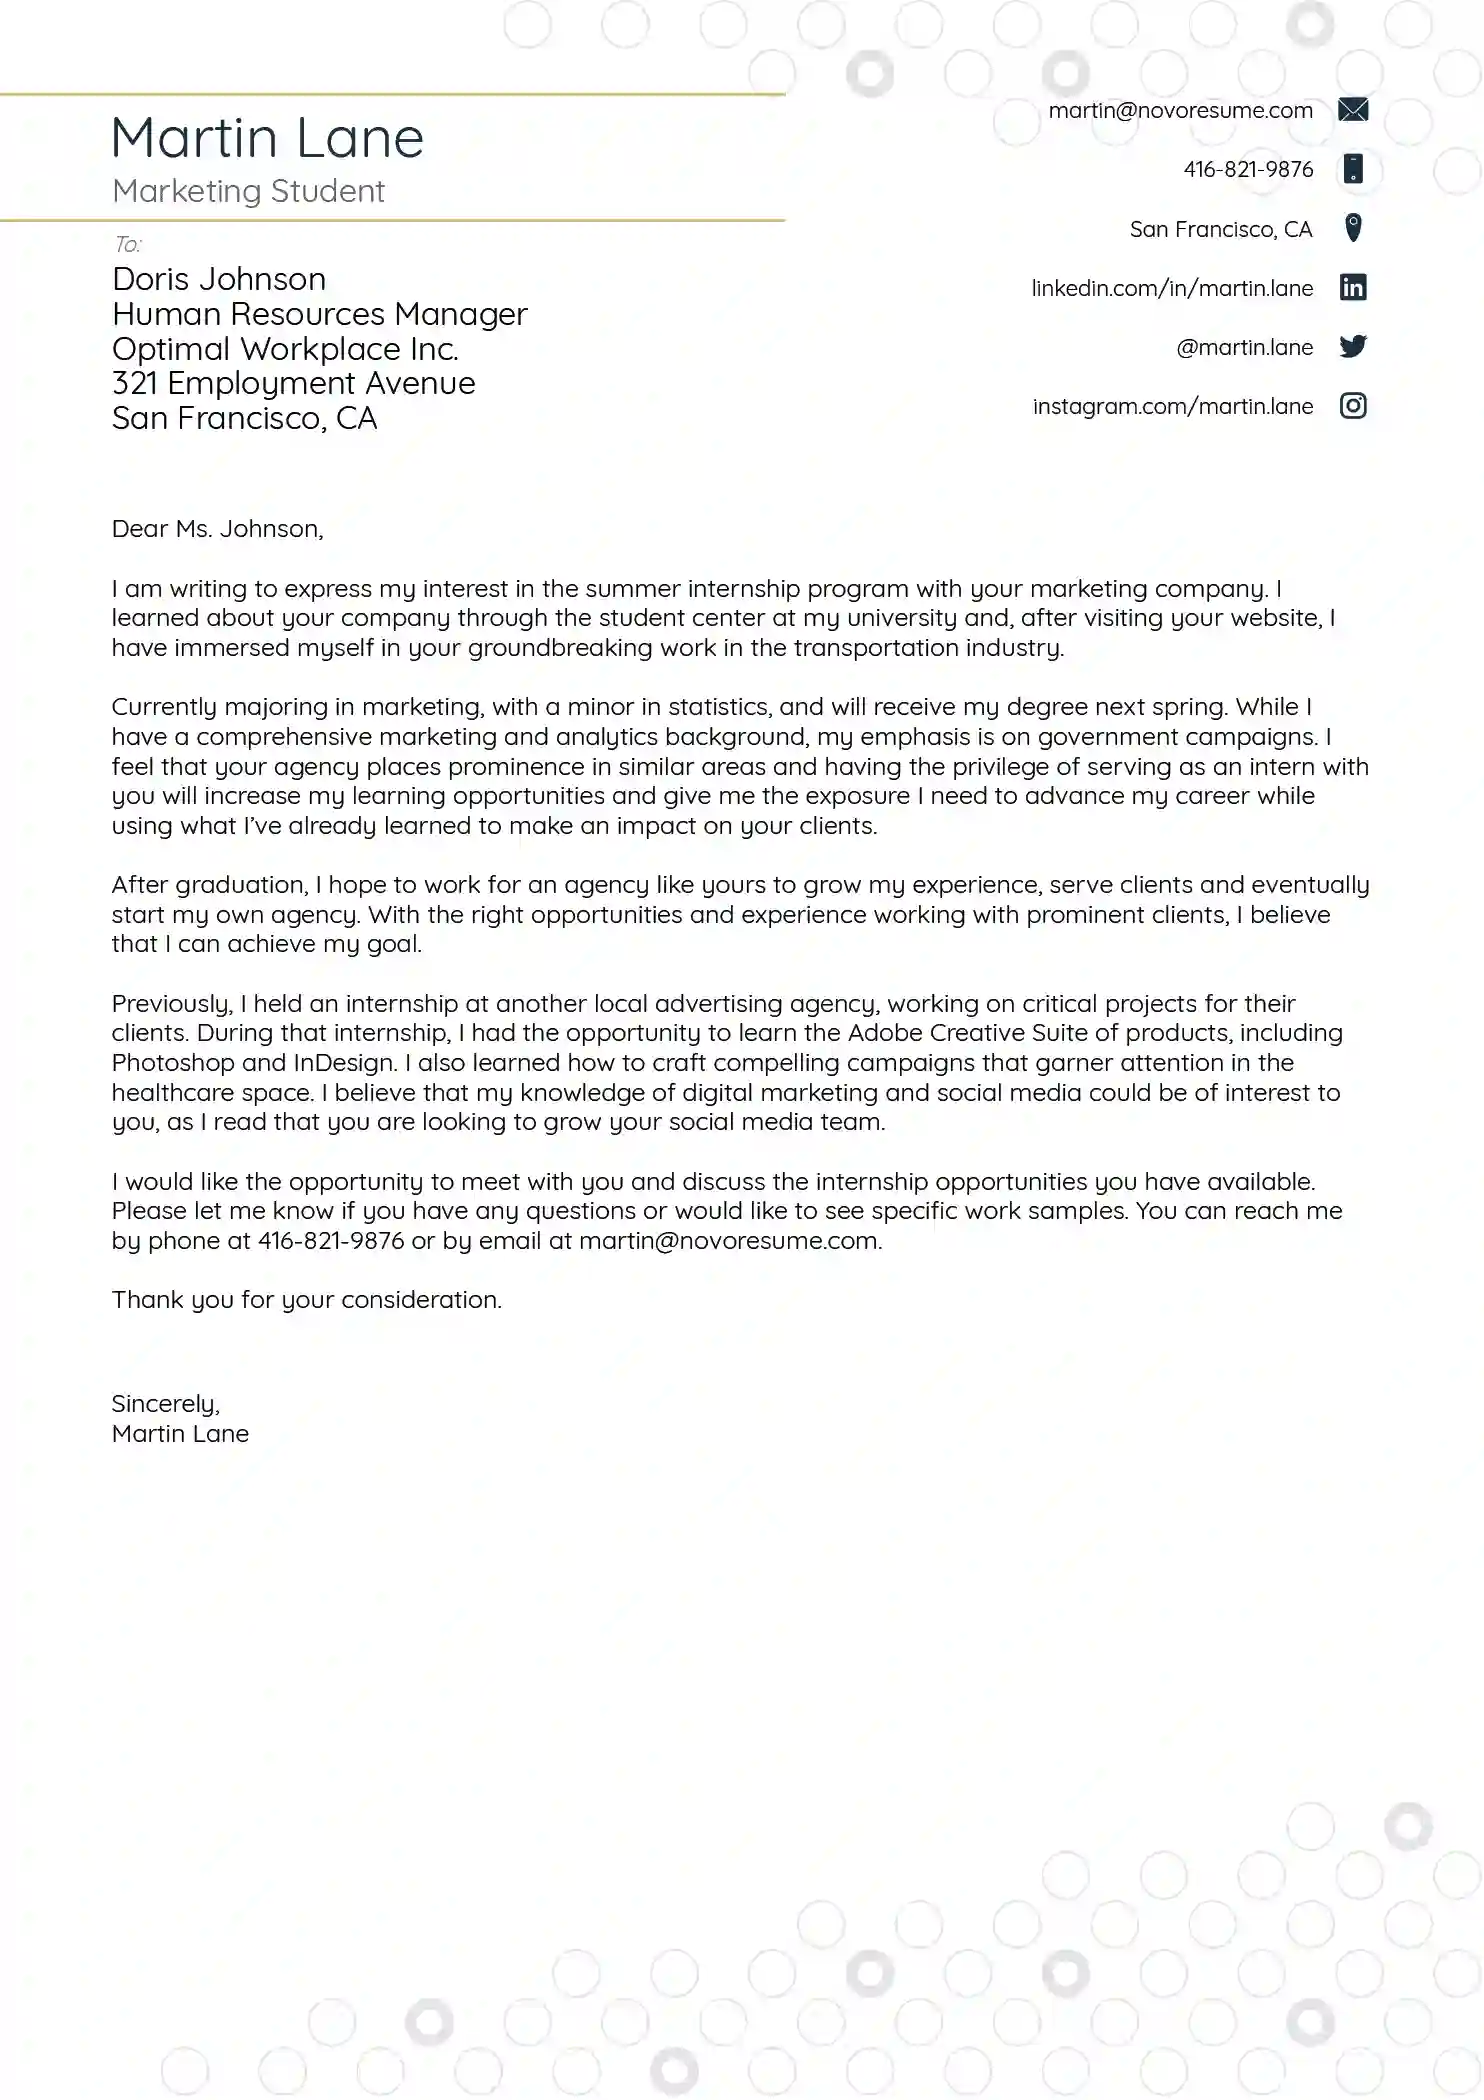 Martin Lane
Marketing Student
martin@novoresume.com
416-821-9876
San Francisco, CA
linkedin.com/in/martin.lane
@martin.lane
instagram.com/martin.lane
To:
Doris Johnson
Human Resources Manager
Optimal Workplace Inc.
321 Employment Avenue
San Francisco, CA
Dear Ms. Johnson,
I am writing to express my interest in the summer internship program with your marketing company. I
learned about your company through the student center at my university and, after visiting your website, I
have immersed myself in your groundbreaking work in the transportation industry.
Currently majoring in marketing, with a minor in statistics, and will receive my degree next spring. While I
have a comprehensive marketing and analytics background, my emphasis is on government campaigns. I
feel that your agency places prominence in similar areas and having the privilege of serving as an intern with
you will increase my learning opportunities and give me the exposure I need to advance my career while
using what I’ve already learned to make an impact on your clients.
After graduation, I hope to work for an agency like yours to grow my experience, serve clients and eventually
start my own agency. With the right opportunities and experience working with prominent clients, I believe
that I can achieve my goal.
Previously, I held an internship at another local advertising agency, working on critical projects for their
clients. During that internship, I had the opportunity to learn the Adobe Creative Suite of products, including
Photoshop and InDesign. I also learned how to craft compelling campaigns that garner attention in the
healthcare space. I believe that my knowledge of digital marketing and social media could be of interest to
you, as I read that you are looking to grow your social media team.
I would like the opportunity to meet with you and discuss the internship opportunities you have available.
Please let me know if you have any questions or would like to see specific work samples. You can reach me
by phone at 416-821-9876 or by email at martin@novoresume.com.
Thank you for your consideration.
Sincerely,
Martin Lane